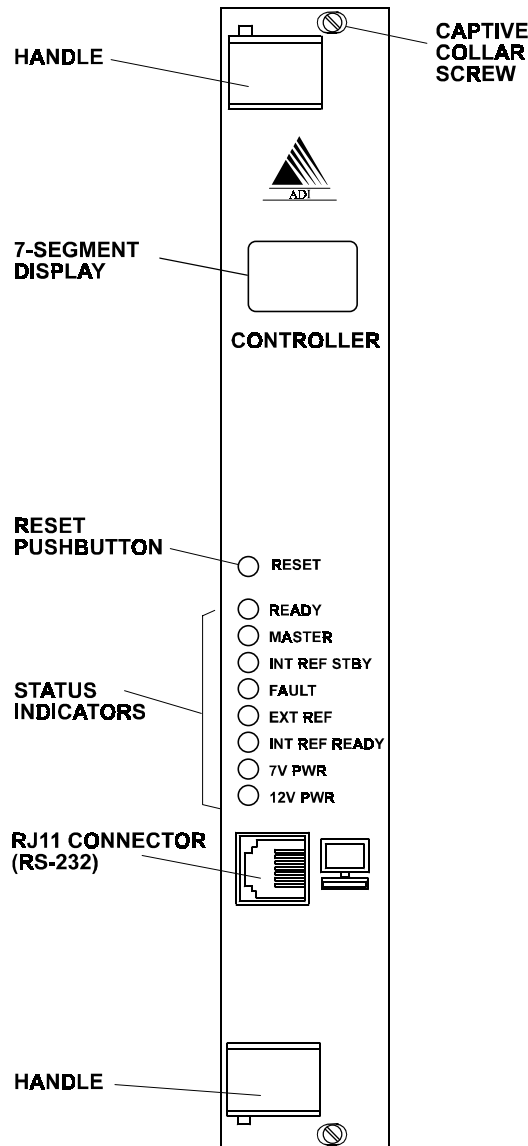 HANDLE
CAPTIVE
COLLAR
SCREW
ADI
7-SEGMENT
DISPLAY
CONTROLLER
RESET
PUSHBUTTON
RESET
READY
MASTER
INT REF STBY
FAULT
EXT REF
INT REF READY
7V PWR
12V PWR
STATUS
INDICATORS
RJ11 CONNECTOR
(RS-232)
HANDLE